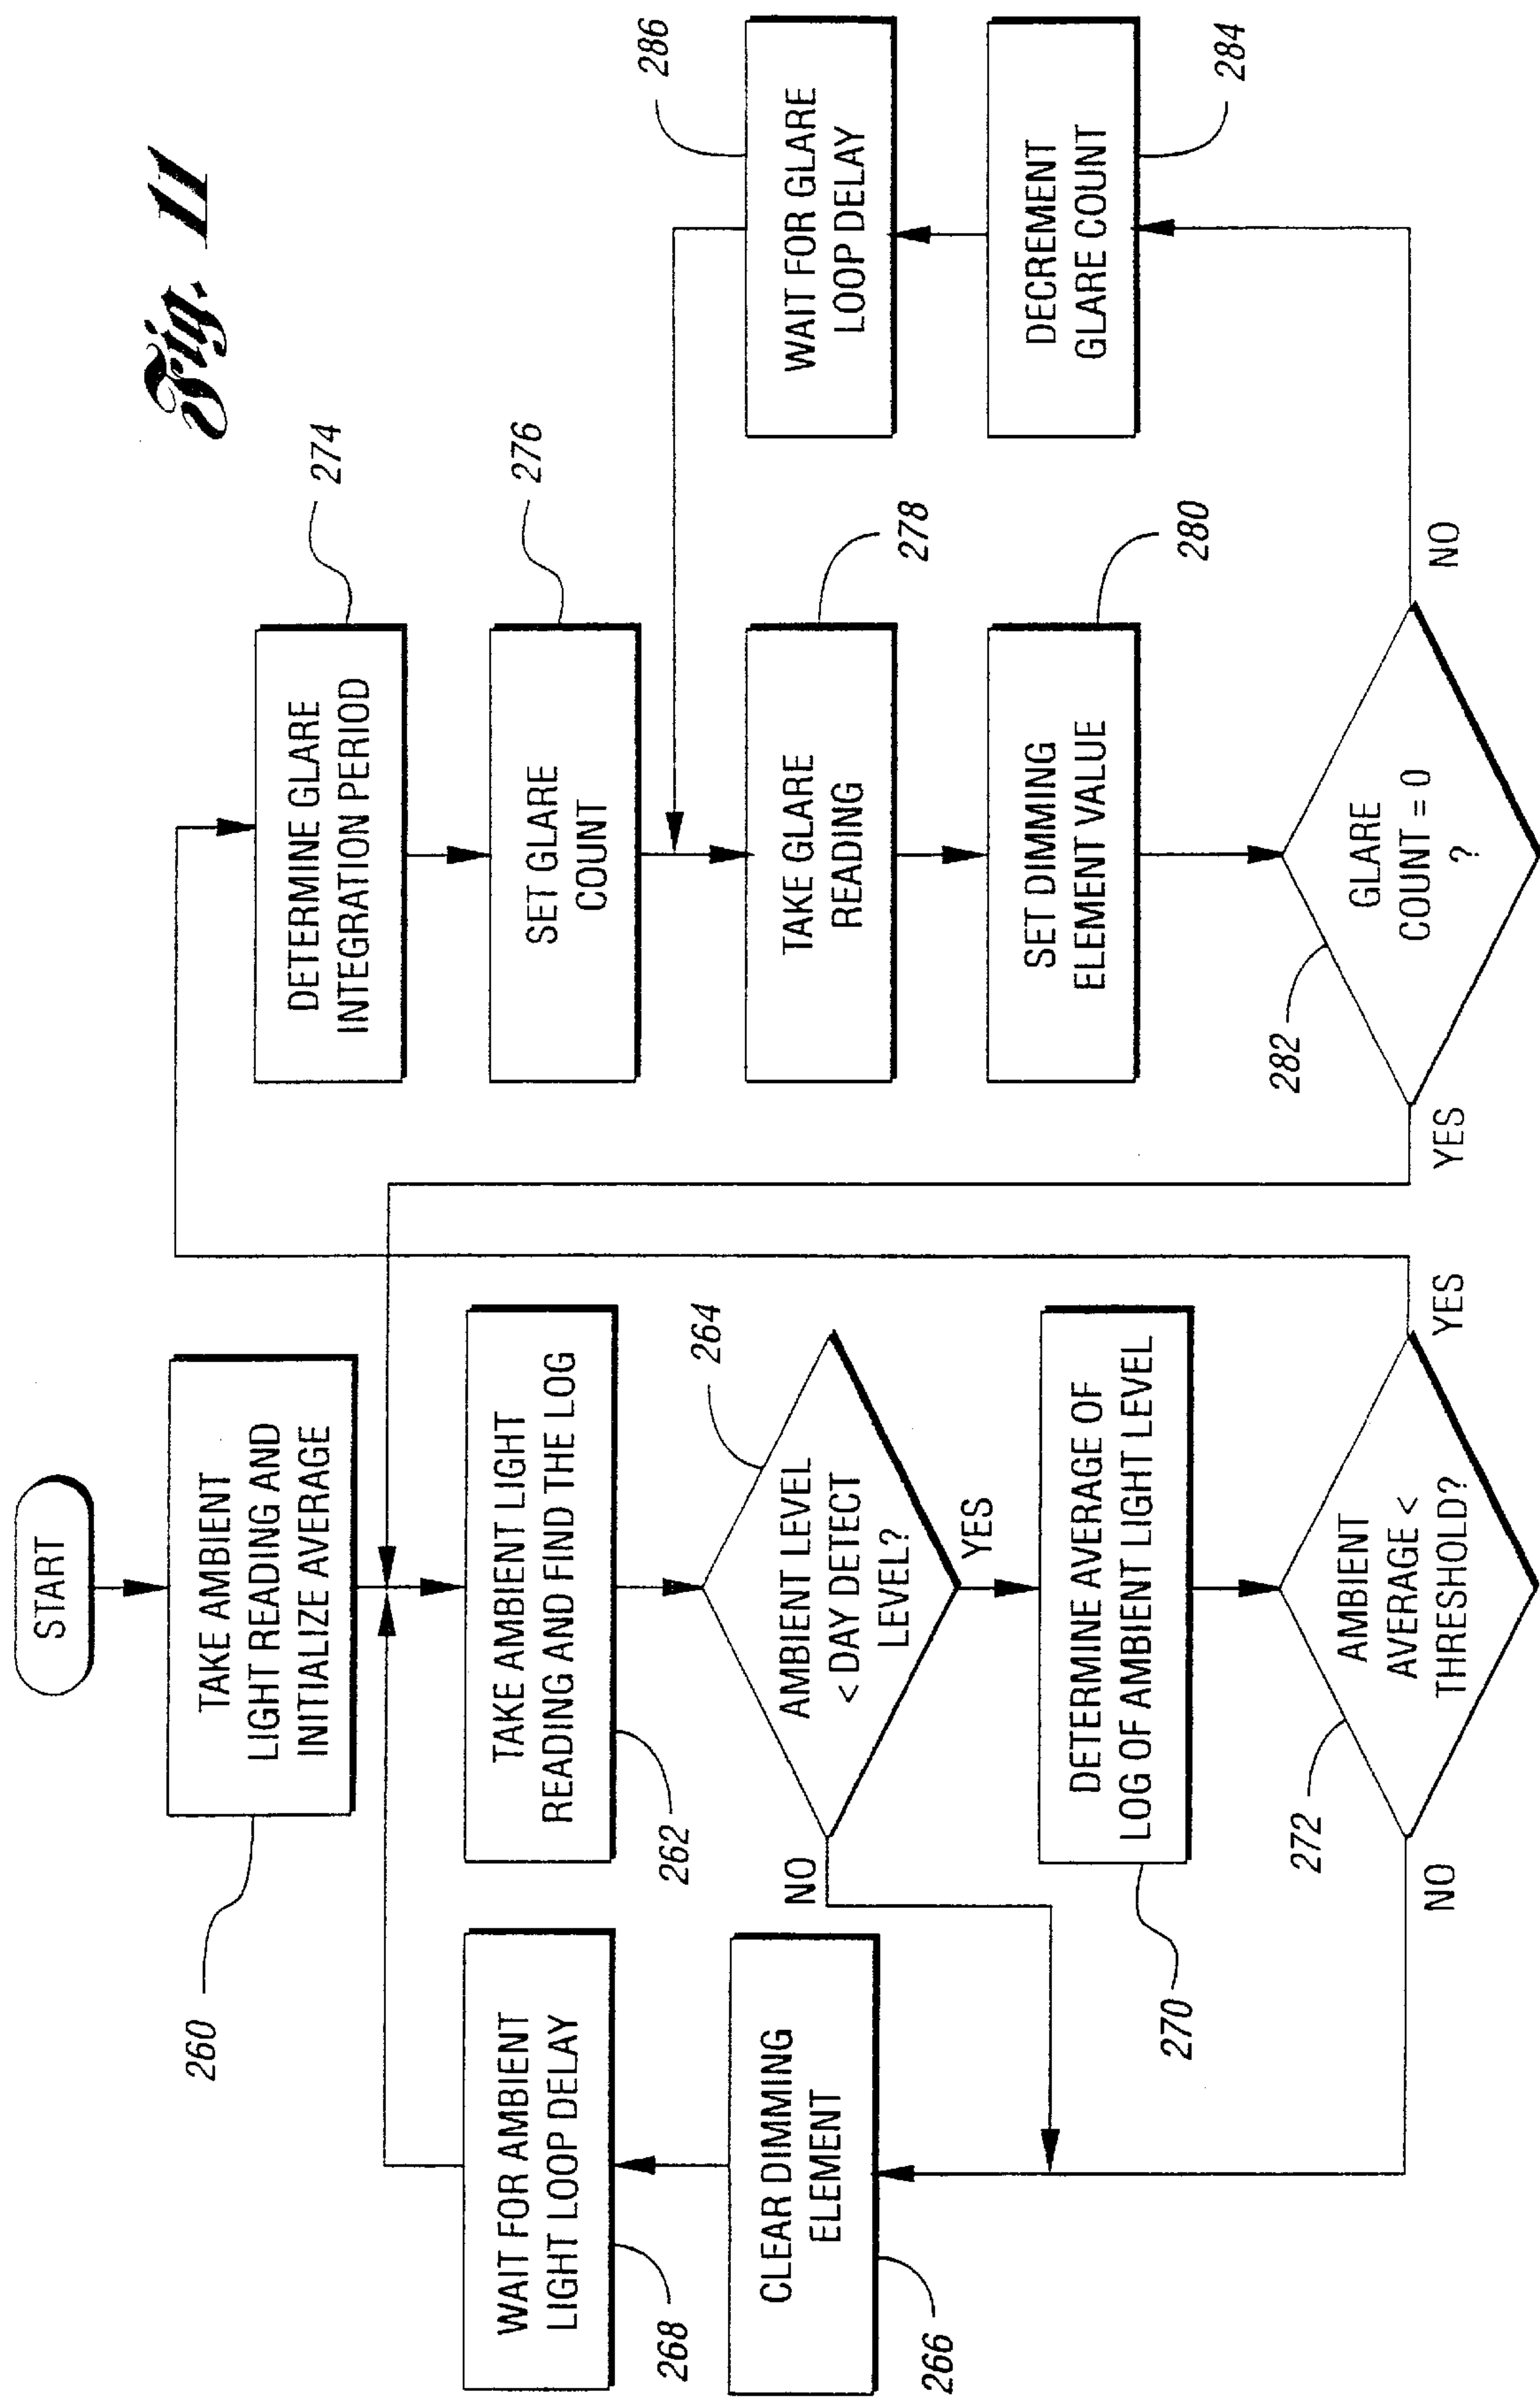 Fig. 11
START
TAKE AMBIENT
LIGHT READING AND
INITIALIZE AVERAGE
260
TAKE AMBIENT LIGHT
READING AND FIND THE LOG
262
AMBIENT LEVEL
< DAY DETECT
LEVEL?
264
NO
YES
WAIT FOR AMBIENT
LIGHT LOOP DELAY
268
CLEAR DIMMING
ELEMENT
266
DETERMINE AVERAGE OF
LOG OF AMBIENT LIGHT LEVEL
270
AMBIENT
AVERAGE <
THRESHOLD?
272
NO
YES
DETERMINE GLARE
INTEGRATION PERIOD
274
SET GLARE
COUNT
276
TAKE GLARE
READING
278
SET DIMMING
ELEMENT VALUE
280
GLARE
COUNT = 0
?
282
YES
NO
WAIT FOR GLARE
LOOP DELAY
286
DECREMENT
GLARE COUNT
284